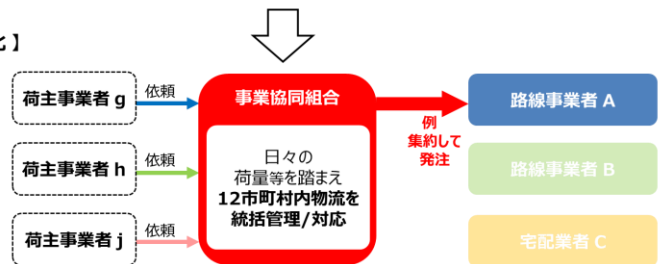 】
荷主事業者 g
依頼
事業協同組合
路線事業者 A
例
集約して
発注
荷主事業者 h
依頼
日々の
荷量等を踏まえ
12市町村内物流を
統括管理/対応
路線事業者 B
荷主事業者 j
依頼
宅配業者 C